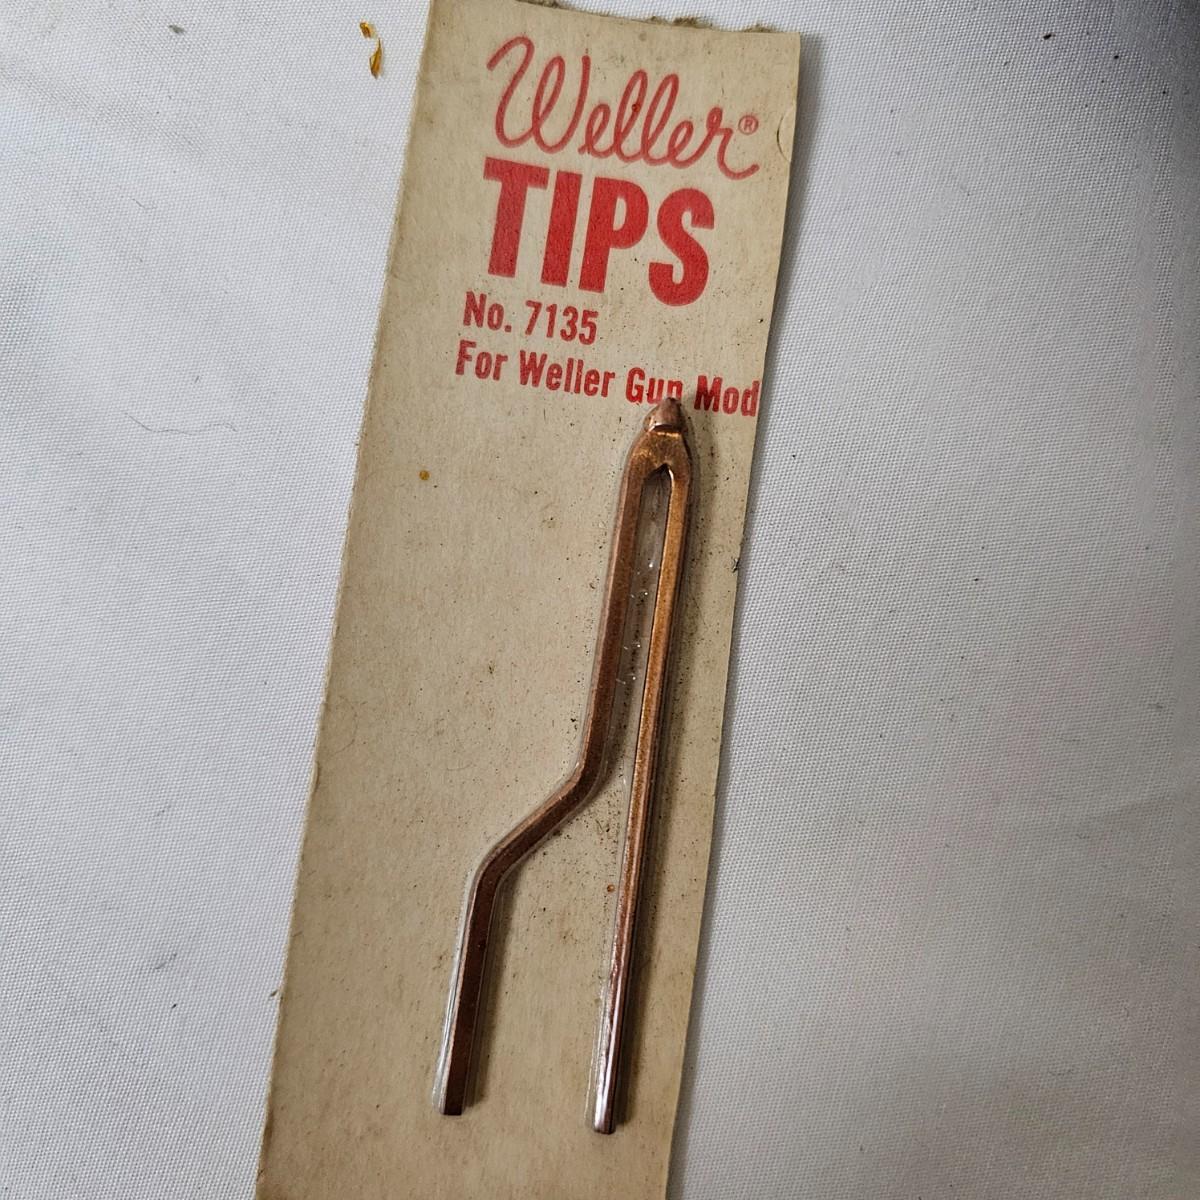 Weller®
TIPS
No. 7135
For Weller Gun Mod